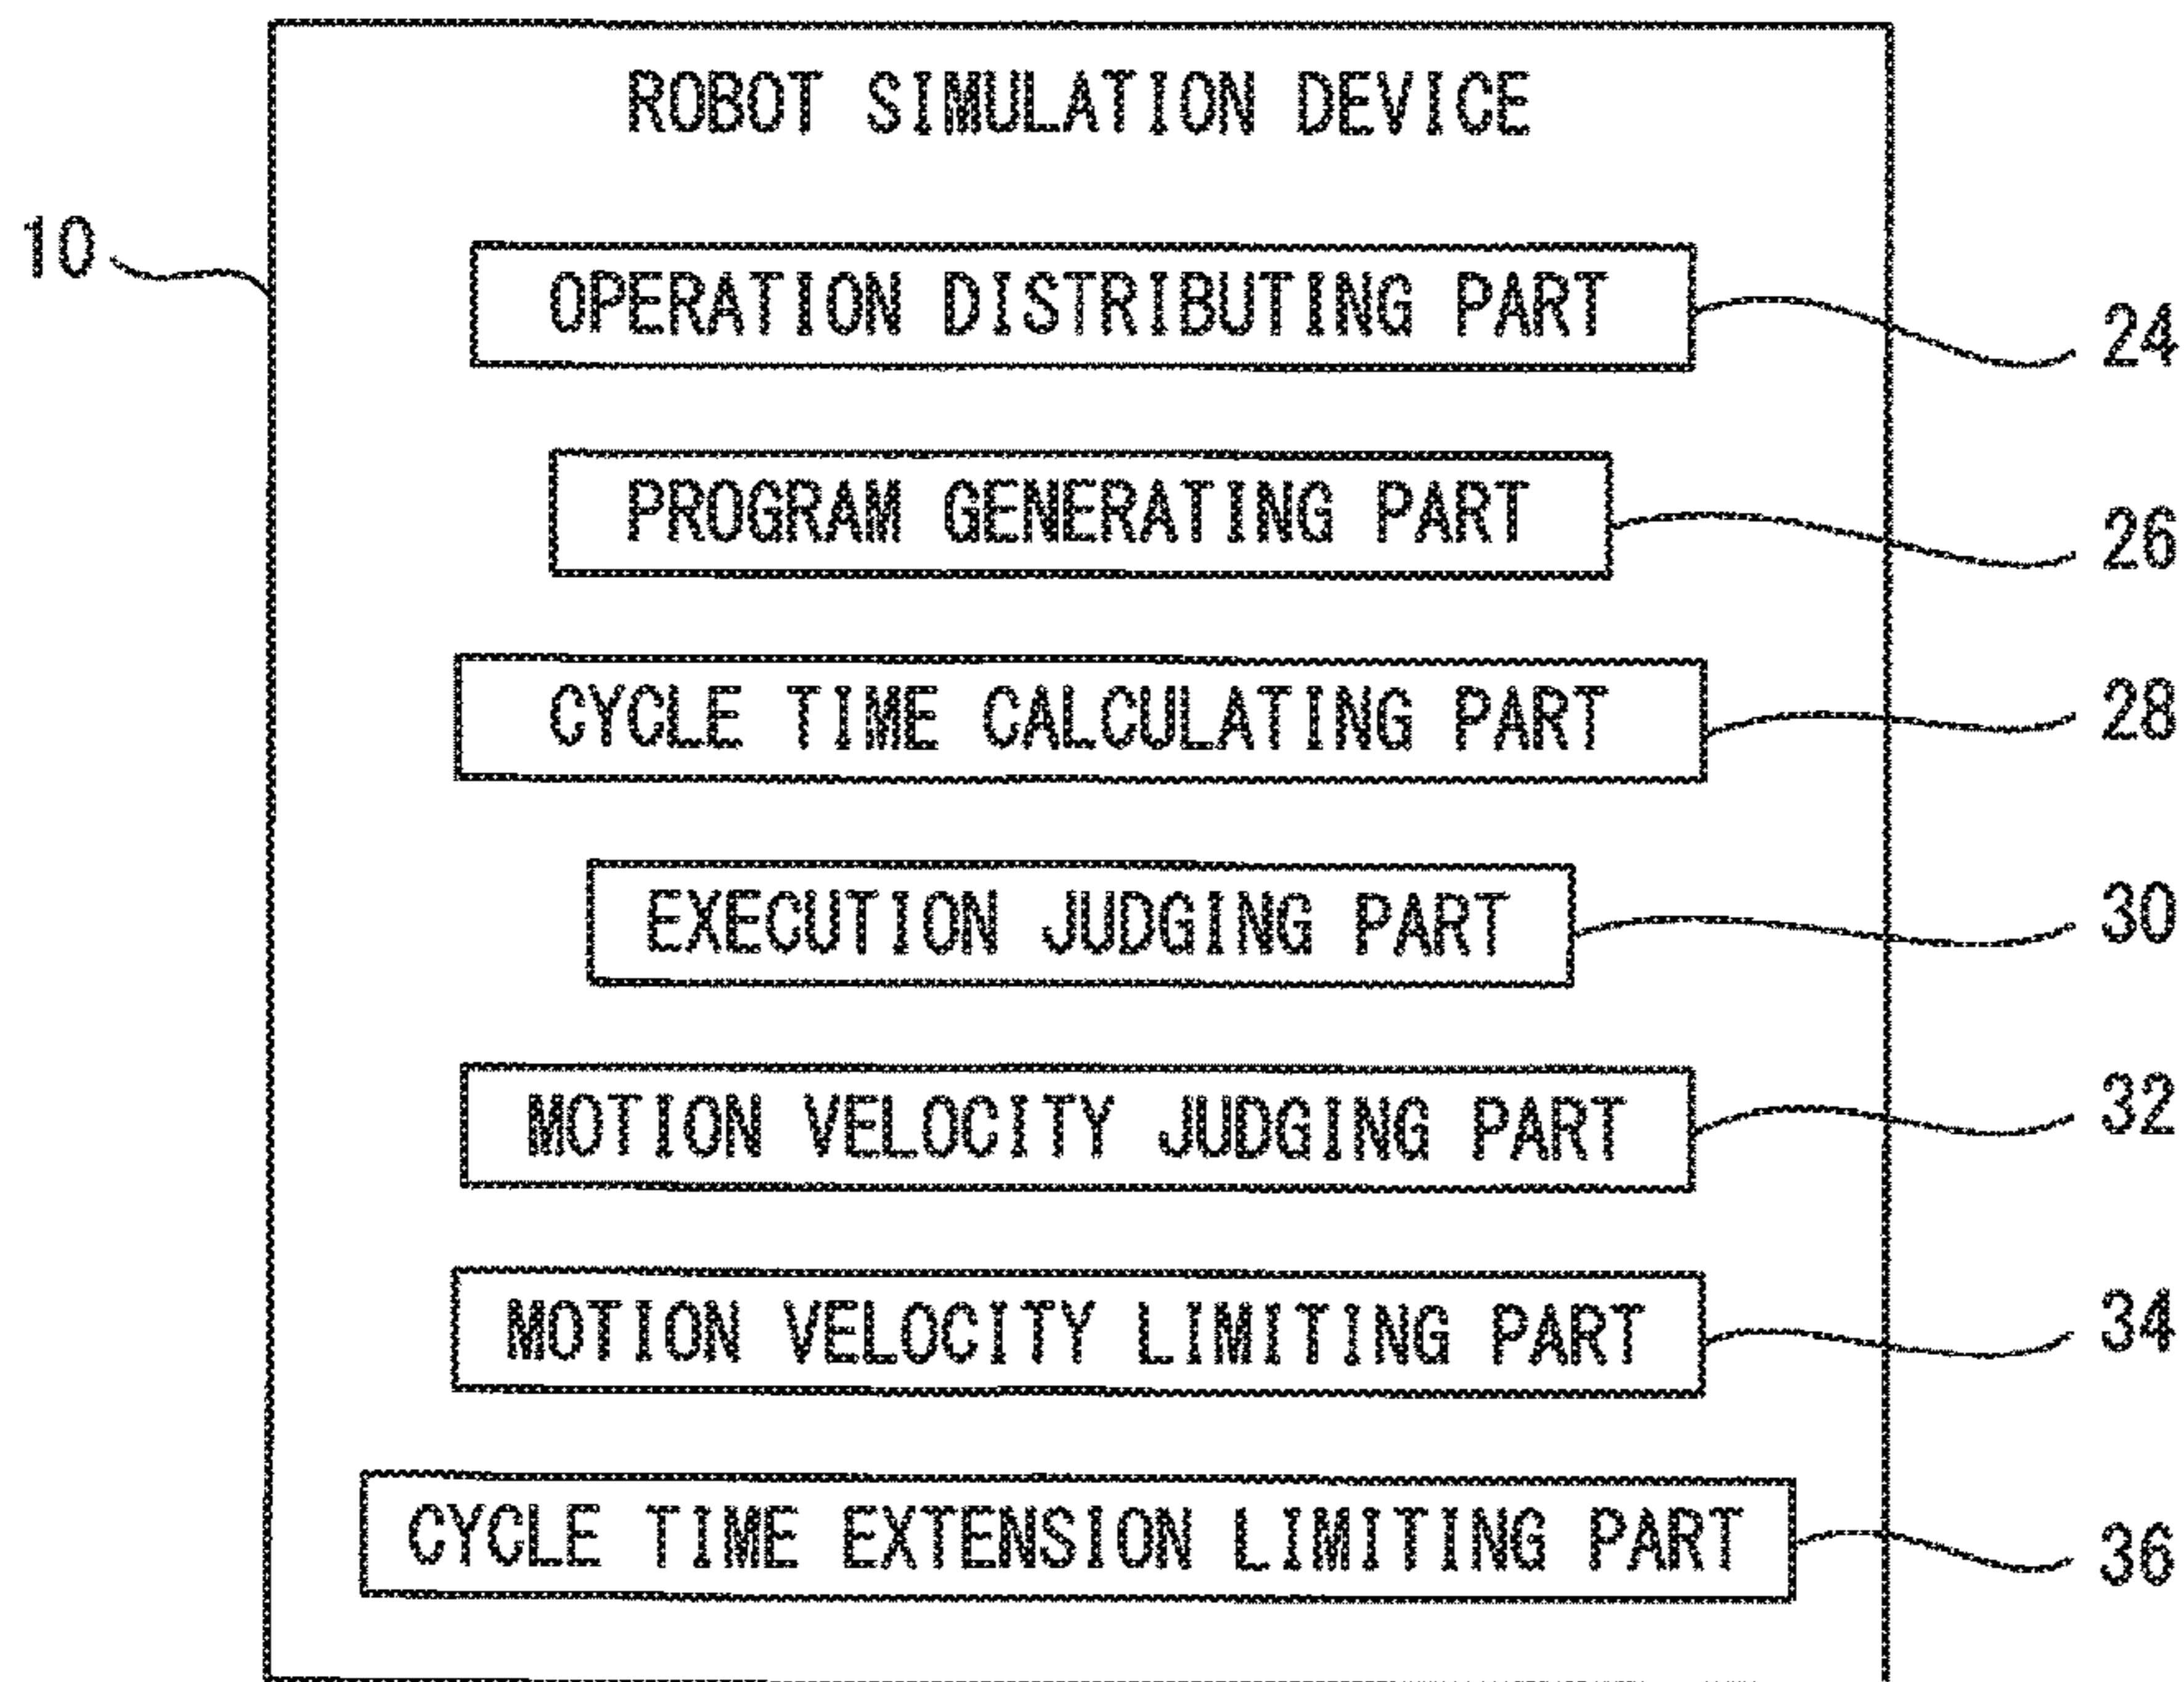 ROBOT SIMULATION DEVICE
10
OPERATION DISTRIBUTING PART
24
PROGRAM GENERATING PART
26
CYCLE TIME CALCULATING PART
28
EXECUTION JUDGING PART
30
MOTION VELOCITY JUDGING PART
32
MOTION VELOCITY LIMITING PART
34
CYCLE TIME EXTENSION LIMITING PART
36